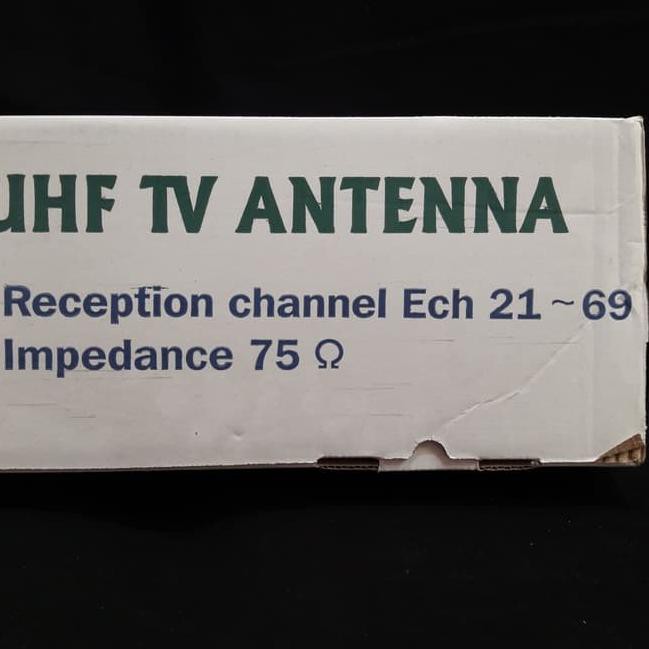 UHF TV ANTENNA
Reception channel Ech 21 ~ 69
Impedance 75 Ω